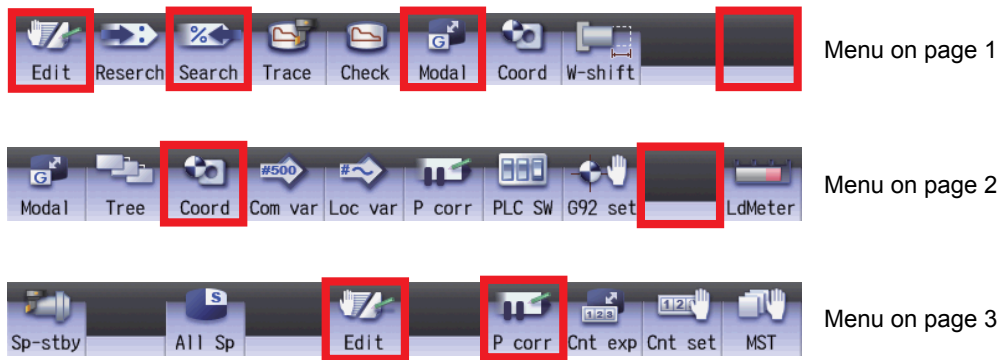 Edit Reserch Search Trace Check Modal Coord W-shift
Menu on page 1
#500 #
Modal Tree Coord Com var Loc var P corr PLC SW G92 set LdMeter
Menu on page 2
Sp-stby All Sp Edit P corr Cnt exp Cnt set MST
Menu on page 3